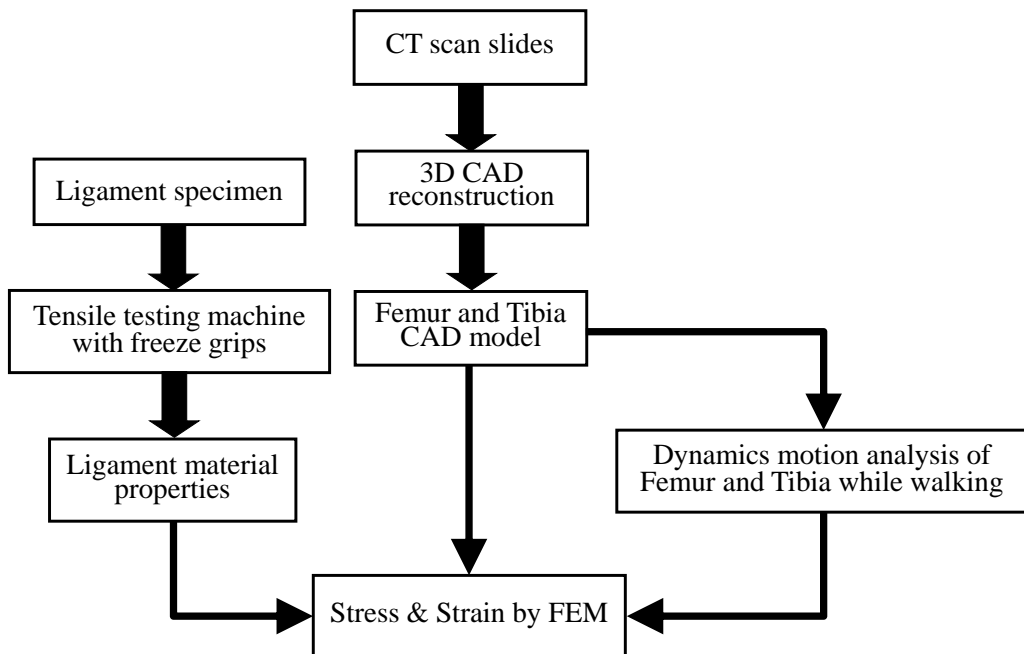 CT scan slides
3D CAD
reconstruction
Ligament specimen
Tensile testing machine
with freeze grips
Femur and Tibia
CAD model
Ligament material
properties
Dynamics motion analysis of
Femur and Tibia while walking
Stress & Strain by FEM